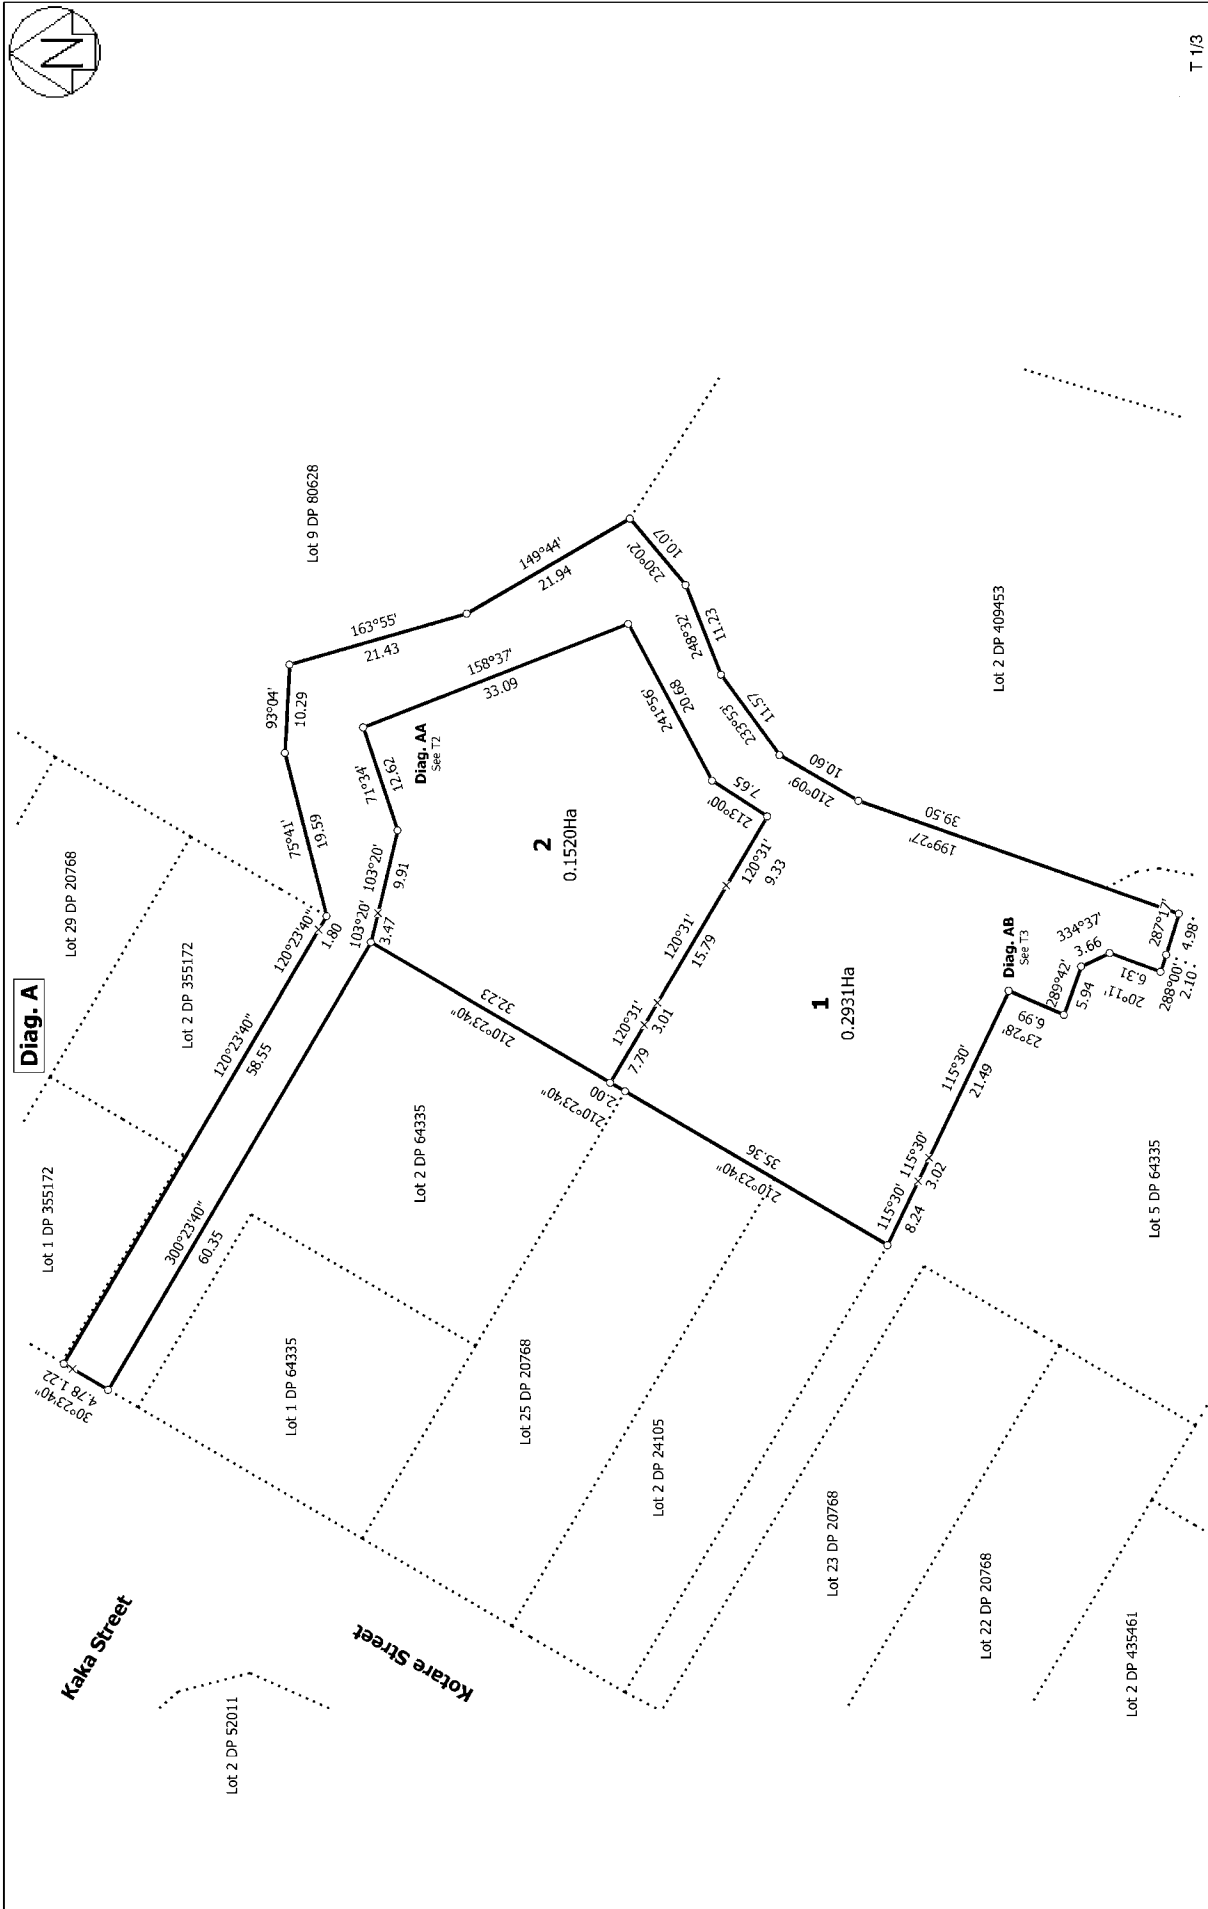 N
T 1/3
Diag. A
Lot 29 DP 20768
Lot 2 DP 355172
Lot 1 DP 355172
Lot 9 DP 80628
Lot 2 DP 409453
Lot 2 DP 64335
Lot 1 DP 64335
Lot 25 DP 20768
Lot 2 DP 24105
Lot 23 DP 20768
Lot 22 DP 20768
Lot 2 DP 435461
Lot 5 DP 64335
Lot 2 DP 52011
Kaka Street
Kotare Street
2
0.1520Ha
1
0.2931Ha
Diag. AA
See T2
Diag. AB
See T3
30°23'40"
4.78
1.22
120°23'40"
58.55
120°23'40"
1.80
75°41'
19.59
93°04'
10.29
163°55'
21.43
149°44'
21.94
230°02'
10.07
248°32'
11.23
233°53'
11.57
210°09'
10.60
199°27'
39.50
287°17'
4.98
288°00'
2.10
20°11'
6.31
334°37'
3.66
289°42'
5.94
23°28'
6.99
115°30'
21.49
115°30'
3.02
115°30'
8.24
210°23'40"
35.36
210°23'40"
2.00
210°23'40"
32.23
300°23'40"
60.35
103°20'
3.47
103°20'
9.91
71°34'
12.62
158°37'
33.09
241°56'
20.68
213°00'
7.65
120°31'
9.33
120°31'
15.79
120°31'
3.01
7.79